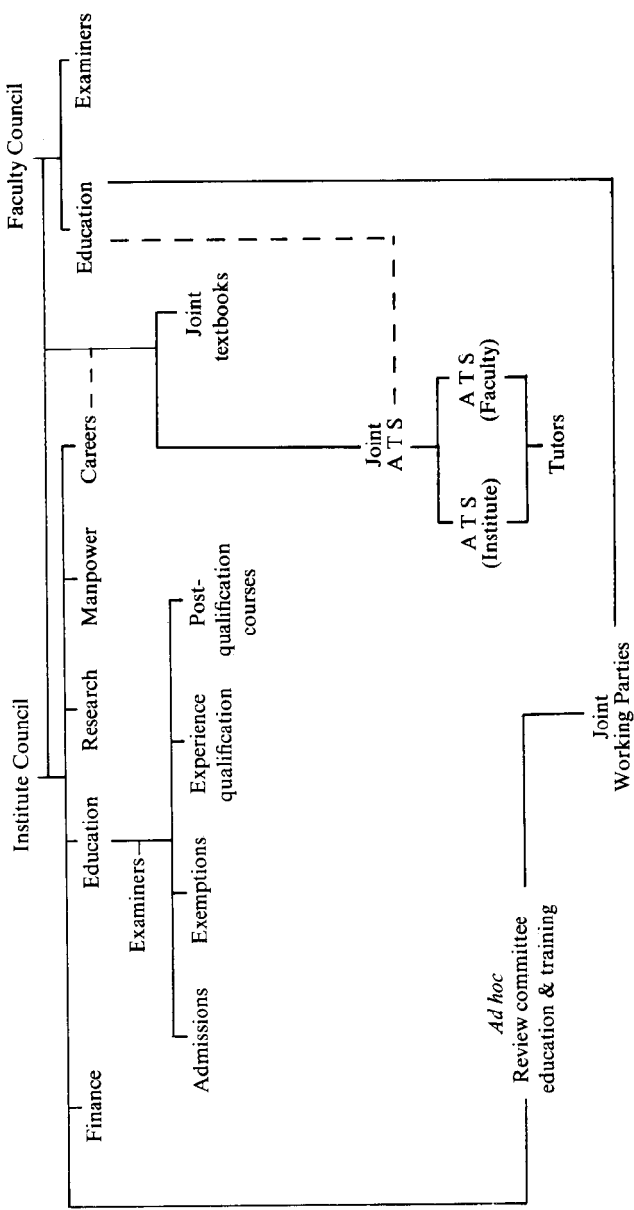 Institute Council
Faculty Council
Finance
Education
Research
Manpower
Careers
Education
Examiners
Examiners
Admissions
Exemptions
Experience
qualification
Post-
qualification
courses
Joint
textbooks
Joint
A T S
A T S
(Institute)
A T S
(Faculty)
Tutors
Ad hoc
Review committee
education & training
Joint
Working Parties